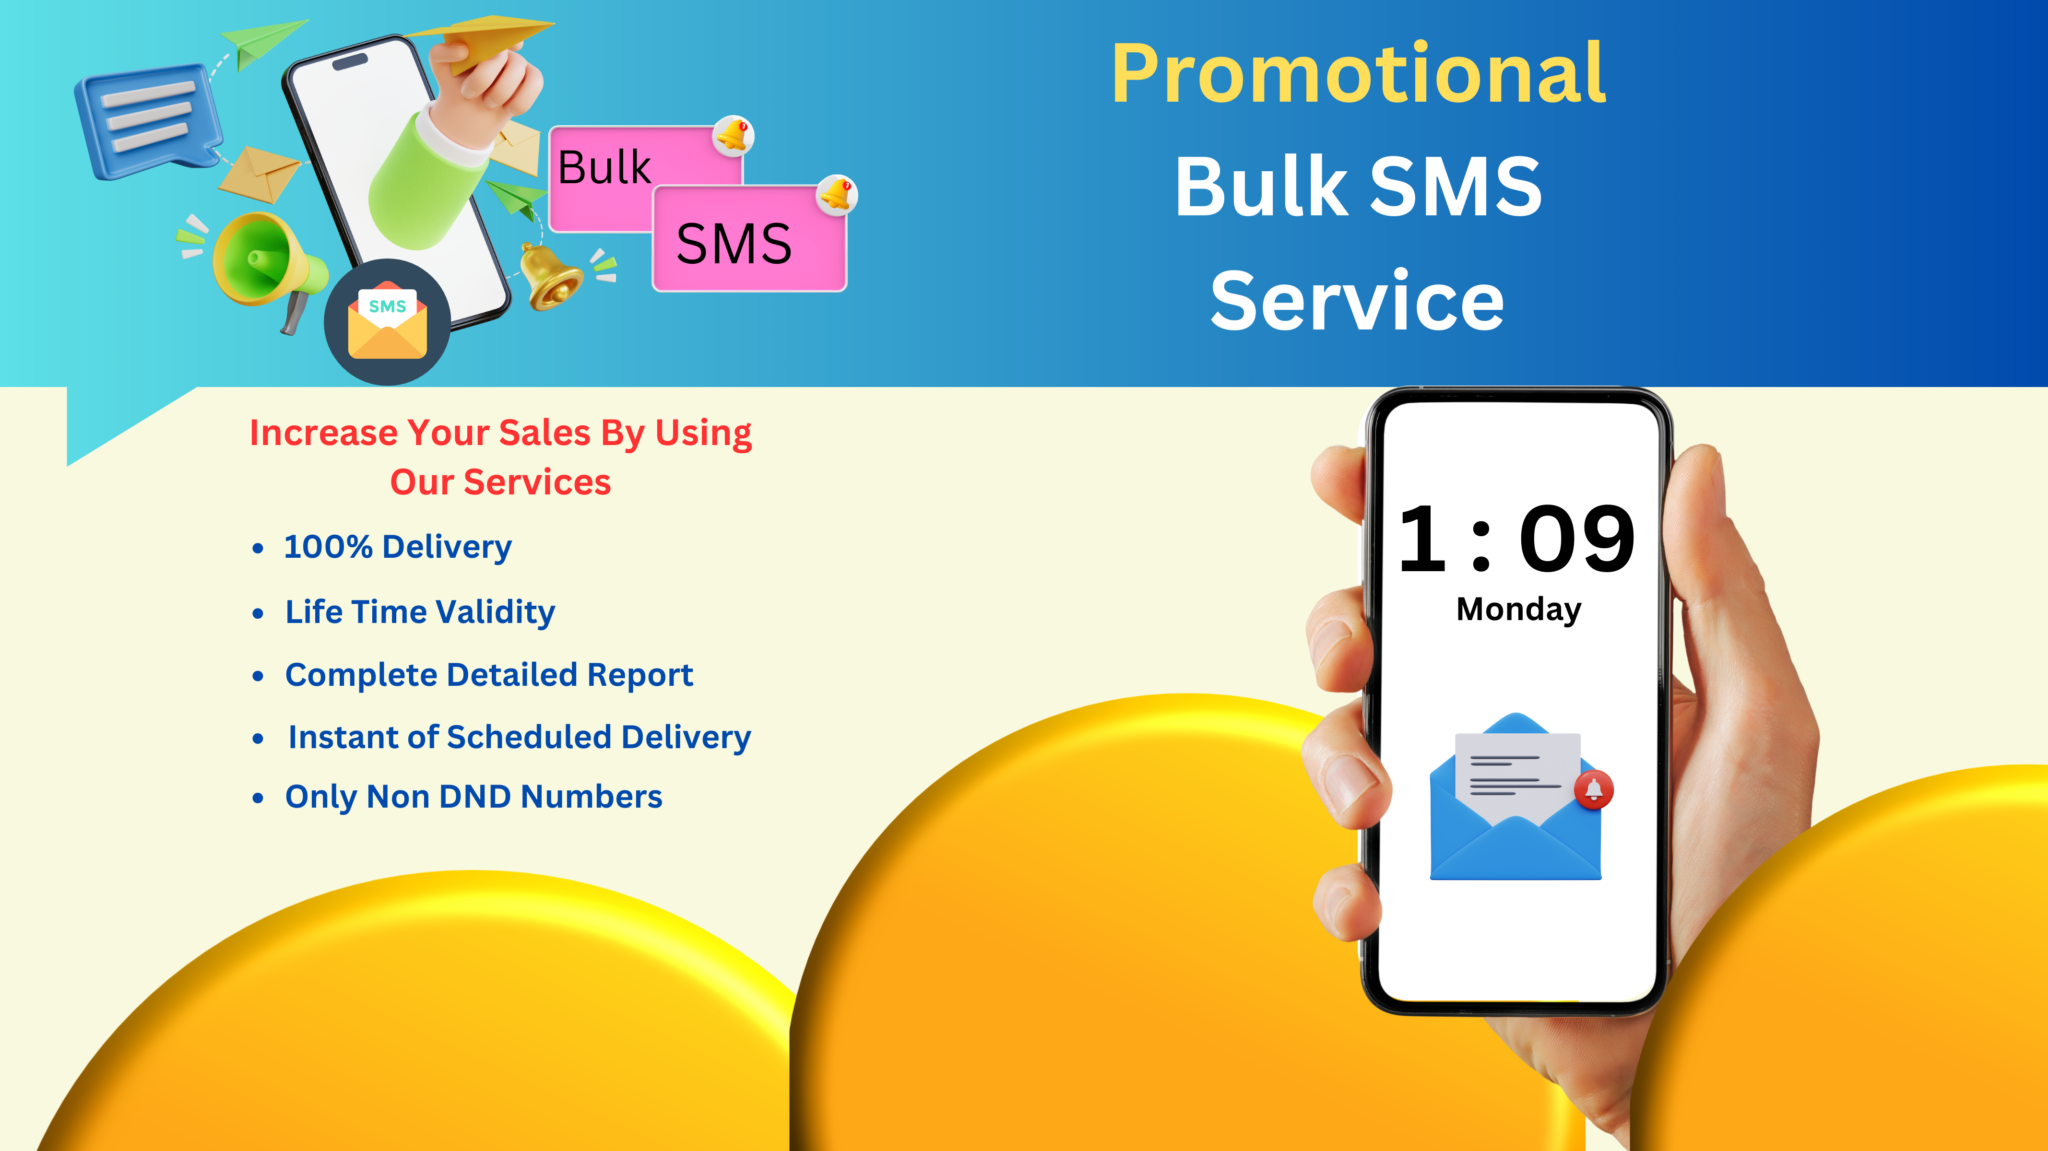 Promotional
Bulk SMS
Service
Bulk
SMS
SMS
Increase Your Sales By Using
Our Services
• 100% Delivery
• Life Time Validity
• Complete Detailed Report
• Instant of Scheduled Delivery
• Only Non DND Numbers
1 : 09
Monday